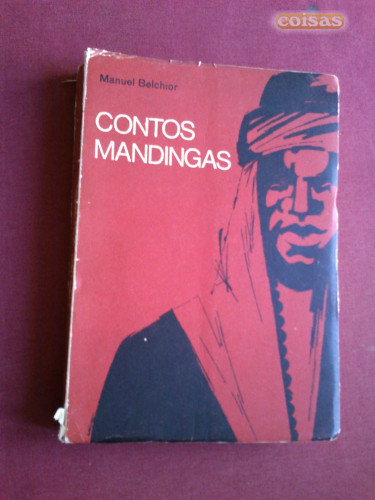 coisas
Manuel Belchior
CONTOS
MANDINGAS